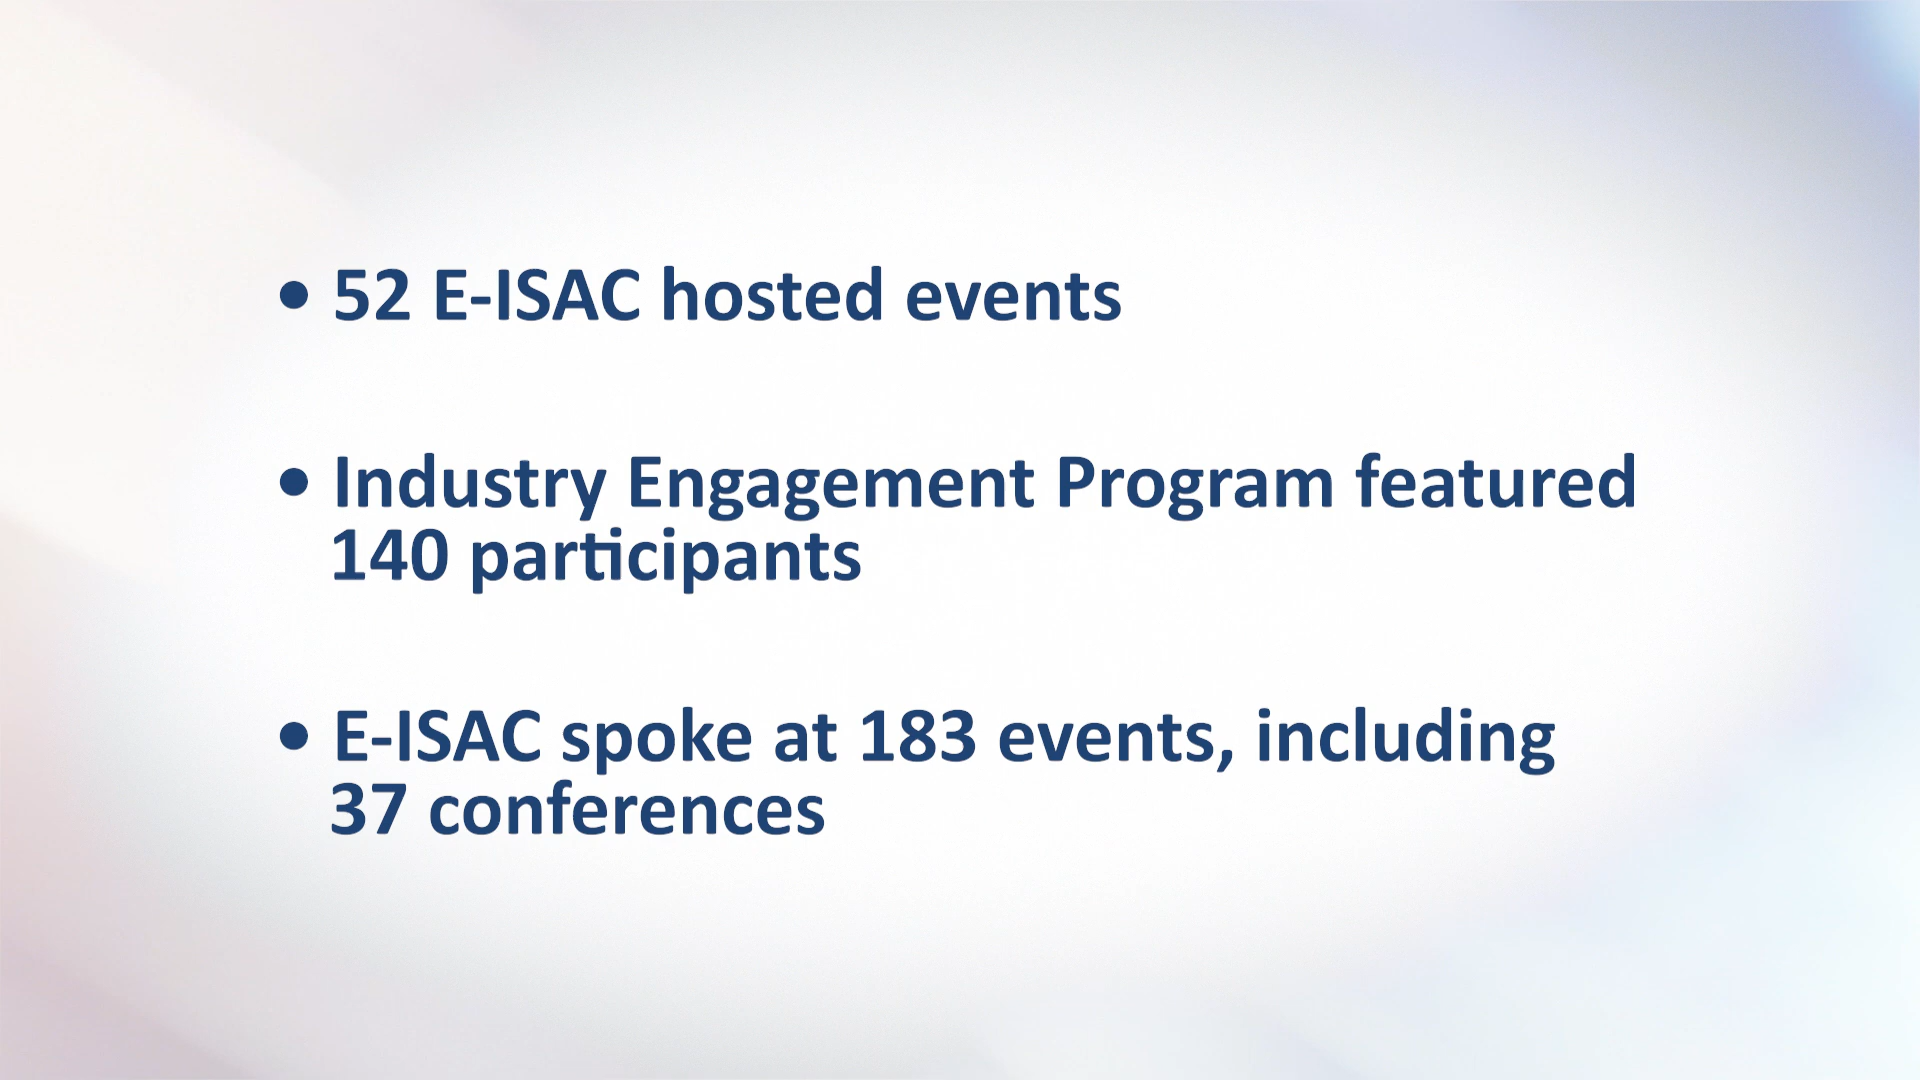 • 52 E-ISAC hosted events
• Industry Engagement Program featured
140 participants
• E-ISAC spoke at 183 events, including
37 conferences